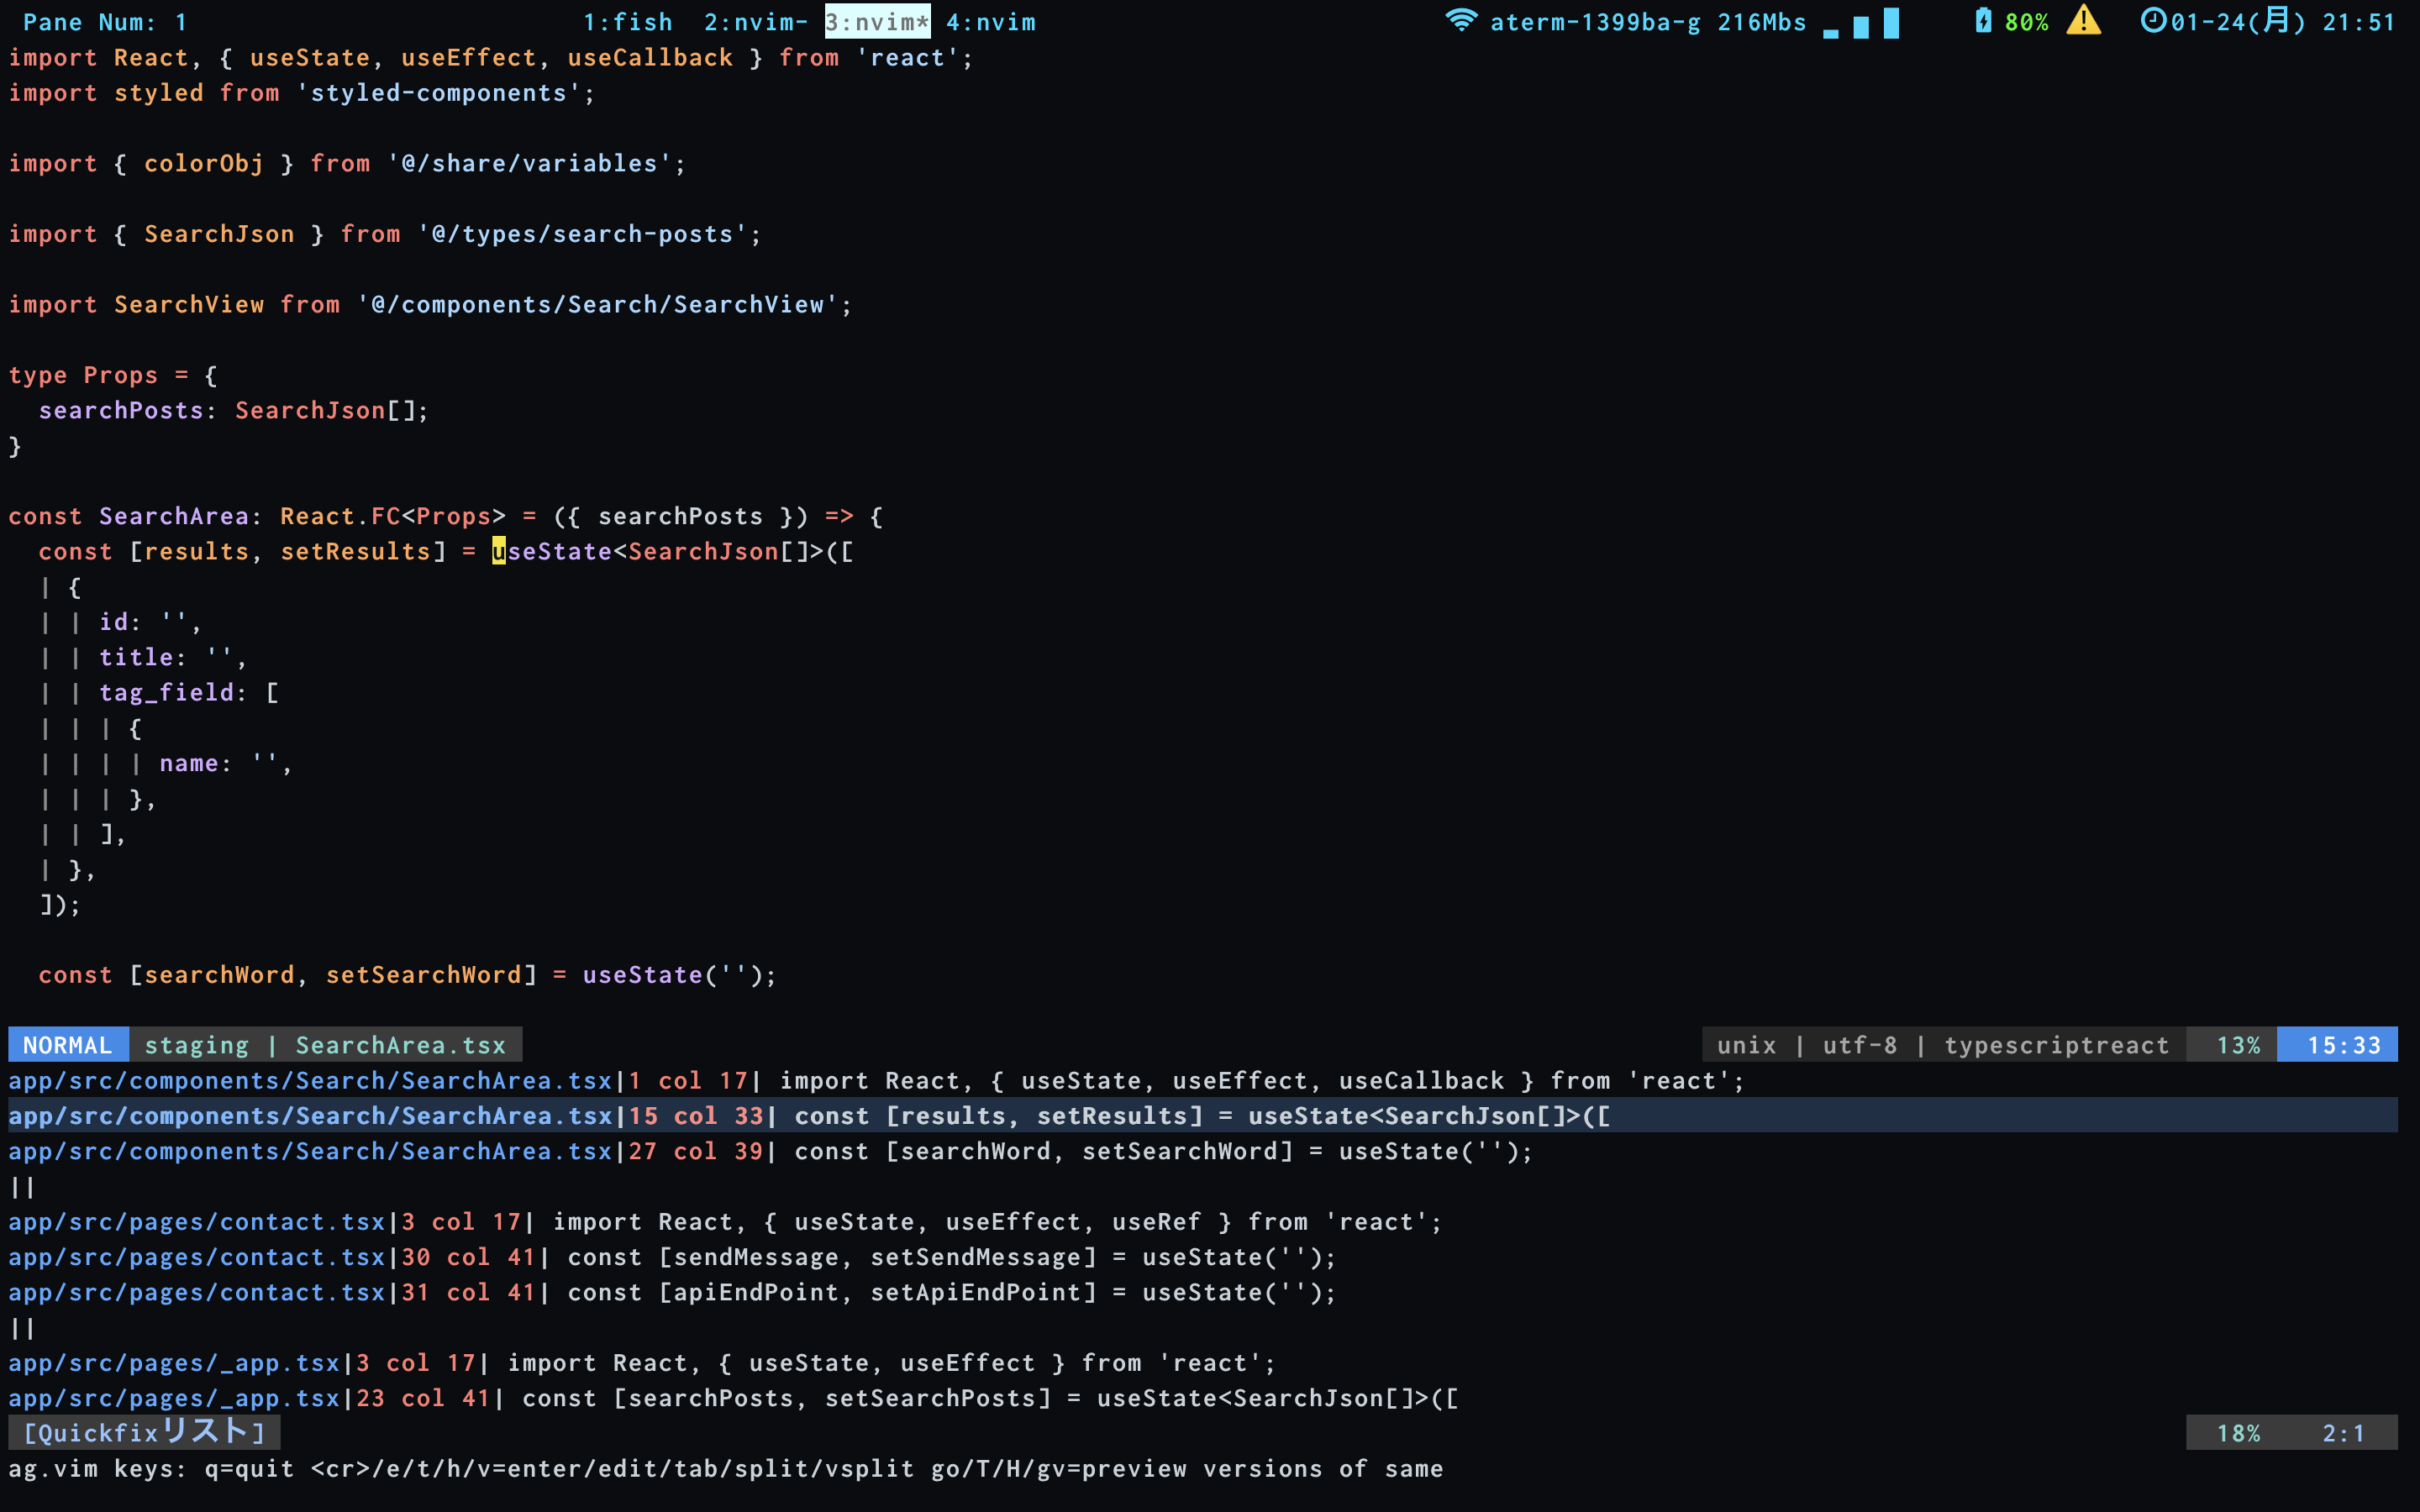 Pane Num: 1 1:fish 2:nvim- 3:nvim* 4:nvim aterm-1399ba-g 216Mbs 80% 01-24(月) 21:51
import React, { useState, useEffect, useCallback } from 'react';
import styled from 'styled-components';
import { colorObj } from '@/share/variables';
import { SearchJson } from '@/types/search-posts';
import SearchView from '@/components/Search/SearchView';
type Props = {
  searchPosts: SearchJson[];
}
const SearchArea: React.FC<Props> = ({ searchPosts }) => {
  const [results, setResults] = useState<SearchJson[]>([
  | {
  | | id: '',
  | | title: '',
  | | tag_field: [
  | | | {
  | | | | name: '',
  | | | },
  | | ],
  | },
  ]);
  const [searchWord, setSearchWord] = useState('');
NORMAL staging | SearchArea.tsx unix | utf-8 | typescriptreact 13% 15:33
app/src/components/Search/SearchArea.tsx|1 col 17| import React, { useState, useEffect, useCallback } from 'react';
app/src/components/Search/SearchArea.tsx|15 col 33| const [results, setResults] = useState<SearchJson[]>([
app/src/components/Search/SearchArea.tsx|27 col 39| const [searchWord, setSearchWord] = useState('');
||
app/src/pages/contact.tsx|3 col 17| import React, { useState, useEffect, useRef } from 'react';
app/src/pages/contact.tsx|30 col 41| const [sendMessage, setSendMessage] = useState('');
app/src/pages/contact.tsx|31 col 41| const [apiEndPoint, setApiEndPoint] = useState('');
||
app/src/pages/_app.tsx|3 col 17| import React, { useState, useEffect } from 'react';
app/src/pages/_app.tsx|23 col 41| const [searchPosts, setSearchPosts] = useState<SearchJson[]>([
[Quickfixリスト] 18% 2:1
ag.vim keys: q=quit <cr>/e/t/h/v=enter/edit/tab/split/vsplit go/T/H/gv=preview versions of same